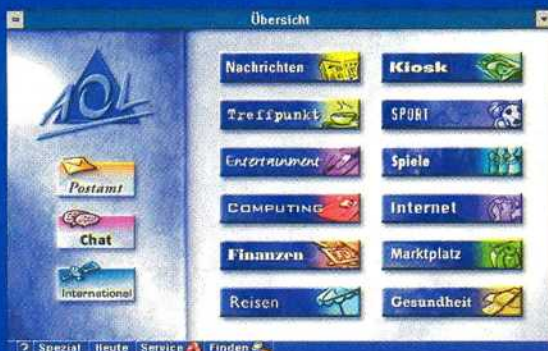 Übersicht
AOL
Postamt
Chat
International
Nachrichten
Treffpunkt
Entertainment
COMPUTING
Finanzen
Reisen
Kiosk
SPORT
Spiele
Internet
Marktplatz
Gesundheit
? Spezial Heute Service Finden